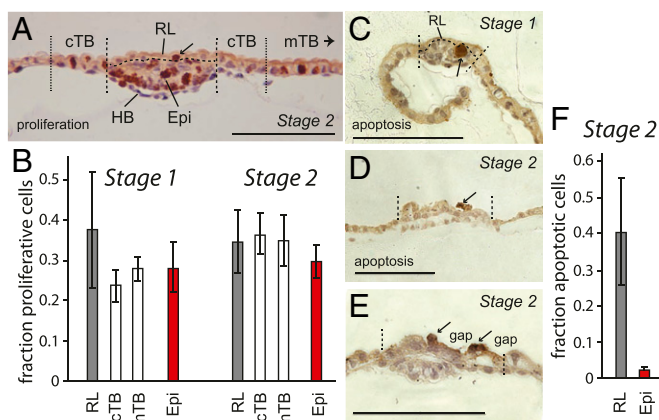 A
cTB
RL
cTB
mTB
HB
Epi
proliferation
Stage 2
B
fraction proliferative cells
Stage 1
Stage 2
0.5
0.4
0.3
0.2
0.1
0
RL
cTB
mTB
Epi
RL
cTB
mTB
Epi
C
RL
Stage 1
apoptosis
D
Stage 2
apoptosis
E
Stage 2
gap
gap
F
Stage 2
fraction apoptotic cells
0.6
0.5
0.4
0.3
0.2
0.1
0
RL
Epi